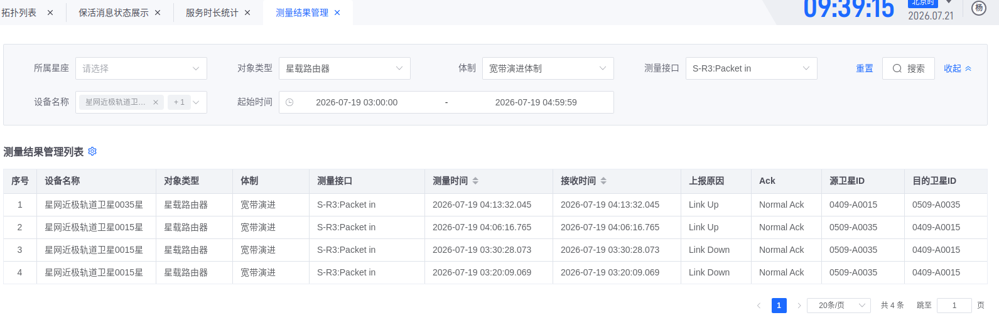 拓扑列表 × 保活消息状态展示 × 服务时长统计 × 测量结果管理 × 09:39:15 北京时 杨
2026.07.21
所属星座 请选择 对象类型 星载路由器 体制 宽带演进体制 测量接口 S-R3:Packet in 重置 搜索 收起
设备名称 星网近极轨道卫... × + 1 起始时间 2026-07-19 03:00:00 - 2026-07-19 04:59:59
测量结果管理列表
序号 设备名称 对象类型 体制 测量接口 测量时间 接收时间 上报原因 Ack 源卫星ID 目的卫星ID
1 星网近极轨道卫星0035星 星载路由器 宽带演进 S-R3:Packet in 2026-07-19 04:13:32.045 2026-07-19 04:13:32.045 Link Up Normal Ack 0409-A0015 0509-A0035
2 星网近极轨道卫星0015星 星载路由器 宽带演进 S-R3:Packet in 2026-07-19 04:06:16.765 2026-07-19 04:06:16.765 Link Up Normal Ack 0509-A0035 0409-A0015
3 星网近极轨道卫星0015星 星载路由器 宽带演进 S-R3:Packet in 2026-07-19 03:30:28.073 2026-07-19 03:30:28.073 Link Down Normal Ack 0509-A0035 0409-A0015
4 星网近极轨道卫星0015星 星载路由器 宽带演进 S-R3:Packet in 2026-07-19 03:20:09.069 2026-07-19 03:20:09.069 Link Down Normal Ack 0509-A0035 0409-A0015
1 20条/页 共 4 条 跳至 1 页